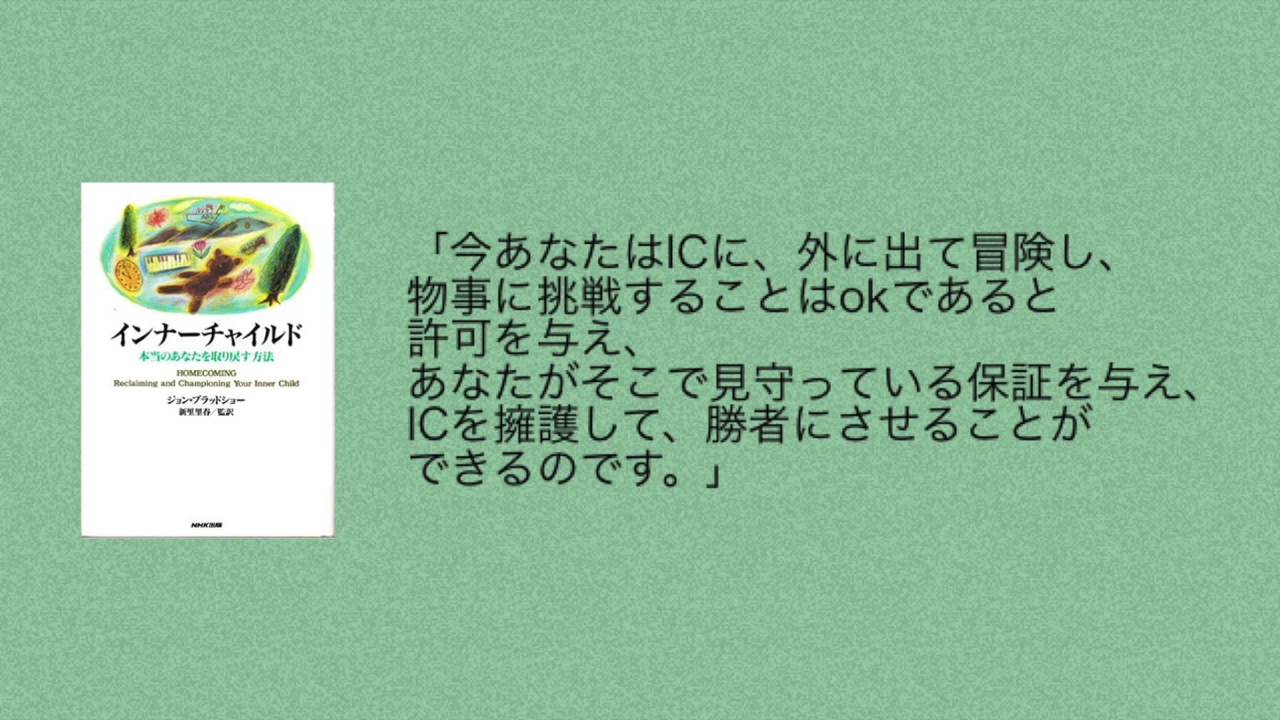 インナーチャイルド
本当のあなたを取り戻す方法
HOMECOMING
Reclaiming and Championing Your Inner Child
ジョン・ブラッドショー
新里里春/監訳
NHK出版
「今あなたはICに、外に出て冒険し、
物事に挑戦することはokであると
許可を与え、
あなたがそこで見守っている保証を与え、
ICを擁護して、勝者にさせることが
できるのです。」